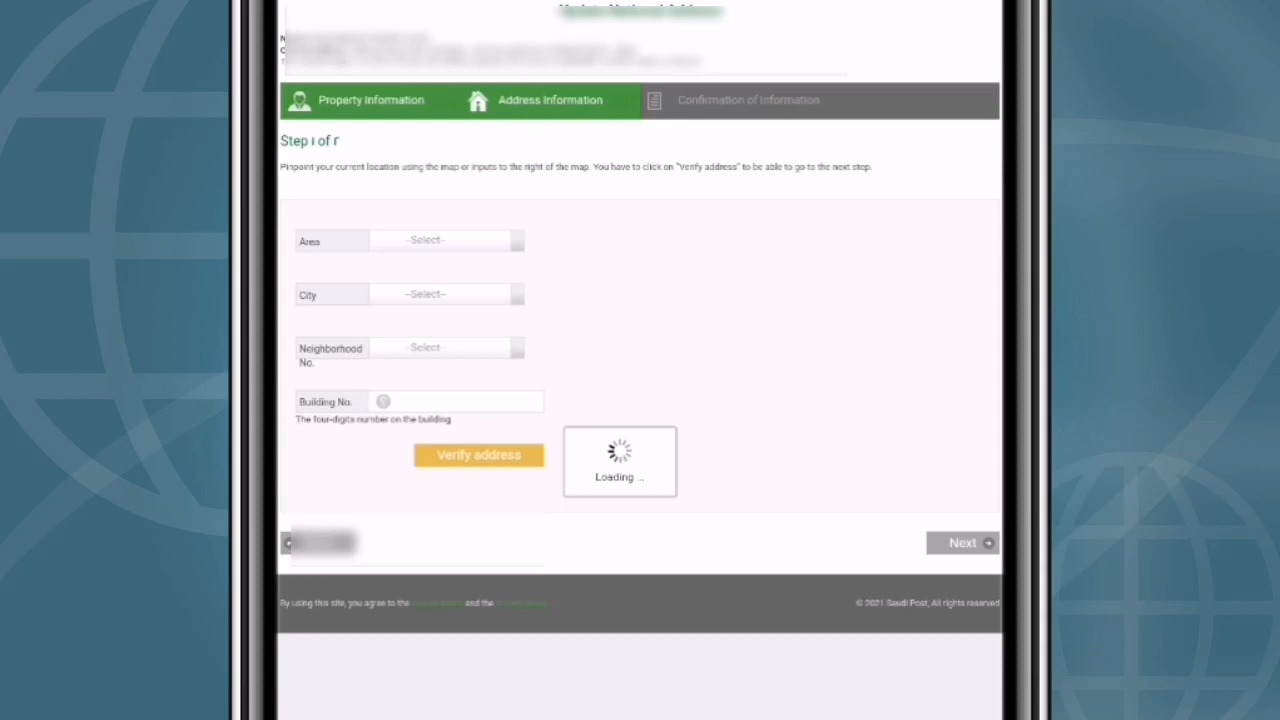 Property Information
Address Information
Confirmation of Information
Step of
Pinpoint your current location using the map or inputs to the right of the map. You have to click on "Verify address" to be able to go to the next step.
Area
--Select--
City
--Select--
Neighborhood
No.
--Select--
Building No.
The four-digits number on the building
Verify address
Loading ...
Next
By using this site, you agree to the and the
© 2021 Saudi Post, All rights reserved